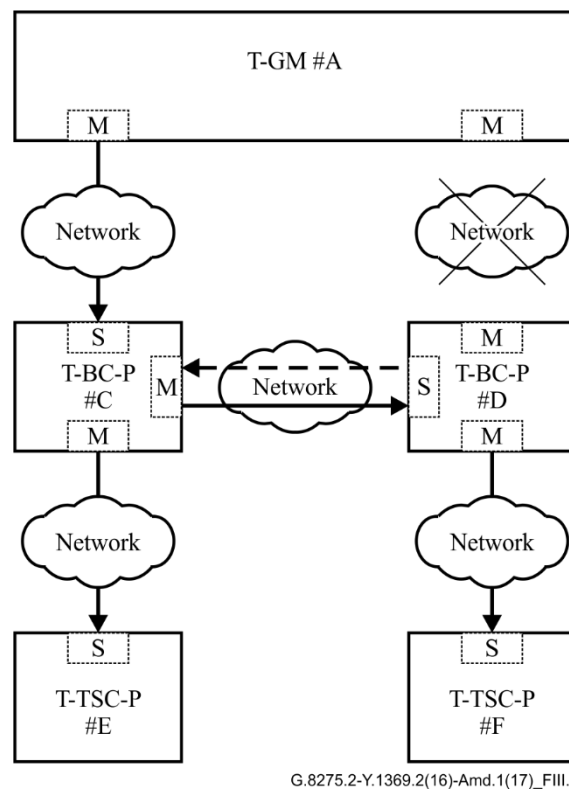 T-GM #A
M
M
Network
Network
S
M
T-BC-P
#C
M
Network
S
T-BC-P
#D
M
M
Network
Network
S
S
T-TSC-P
#E
T-TSC-P
#F
G.8275.2-Y.1369.2(16)-Amd.1(17)_FIII.